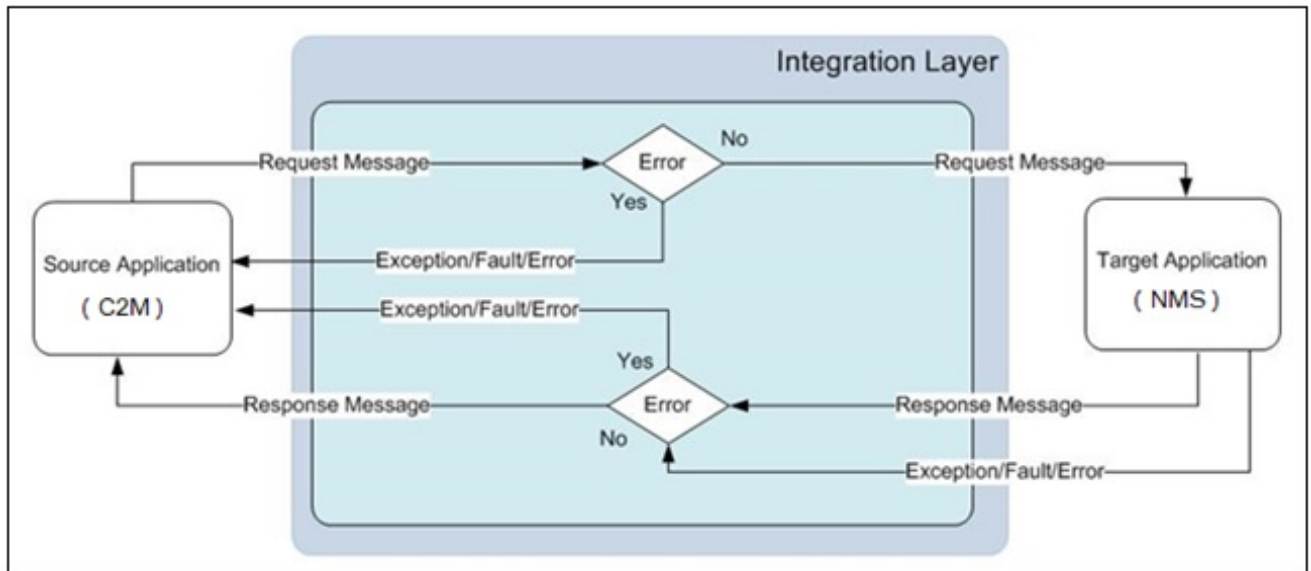 Integration Layer
No
Request Message
Error
Request Message
Yes
Source Application
( C2M )
Exception/Fault/Error
Target Application
( NMS )
Exception/Fault/Error
Yes
Response Message
Error
Response Message
No
Exception/Fault/Error